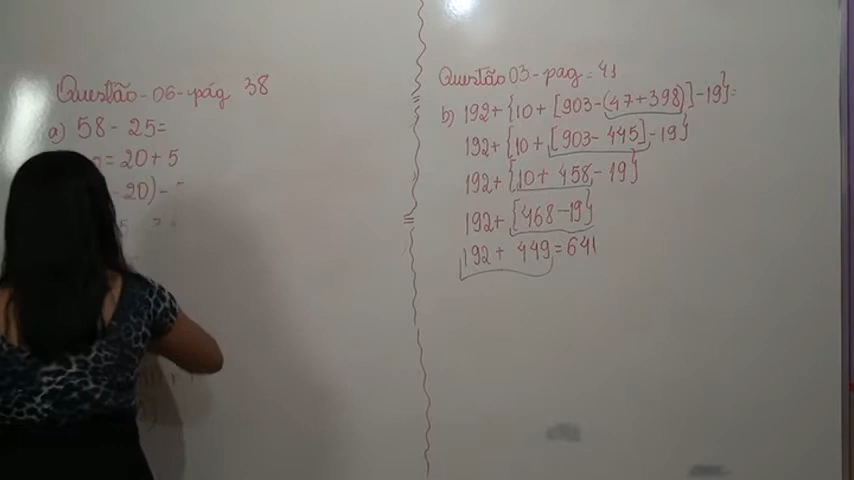 Questão-06-pág 38
a) 58 - 25=
= 20 + 5
- 20) -
Questão 03-pag = 41
b) 192+{10+[903-(47+398)]-19}=
192+{10+[903-445]-19}
192+{10+458-19}
192+{468-19}
192+449=641